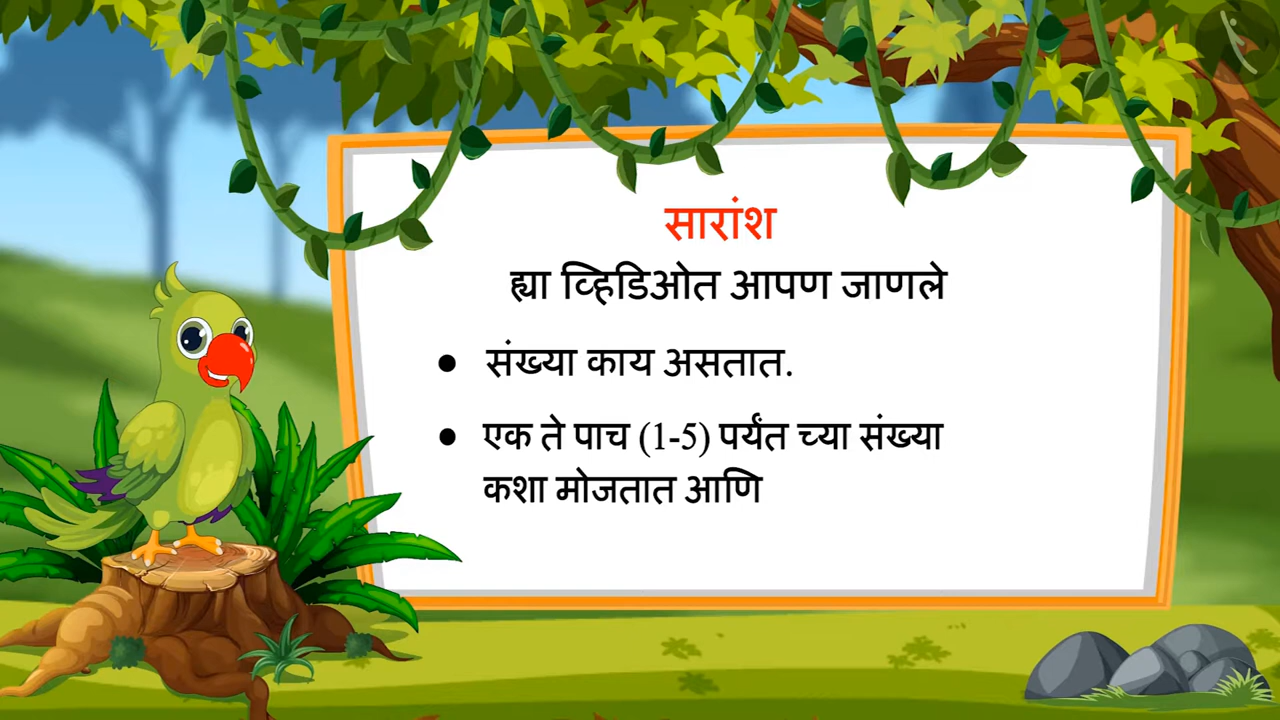 सारांश
ह्या व्हिडिओत आपण जाणले
● संख्या काय असतात.
● एक ते पाच (1-5) पर्यंत च्या संख्या
कशा मोजतात आणि